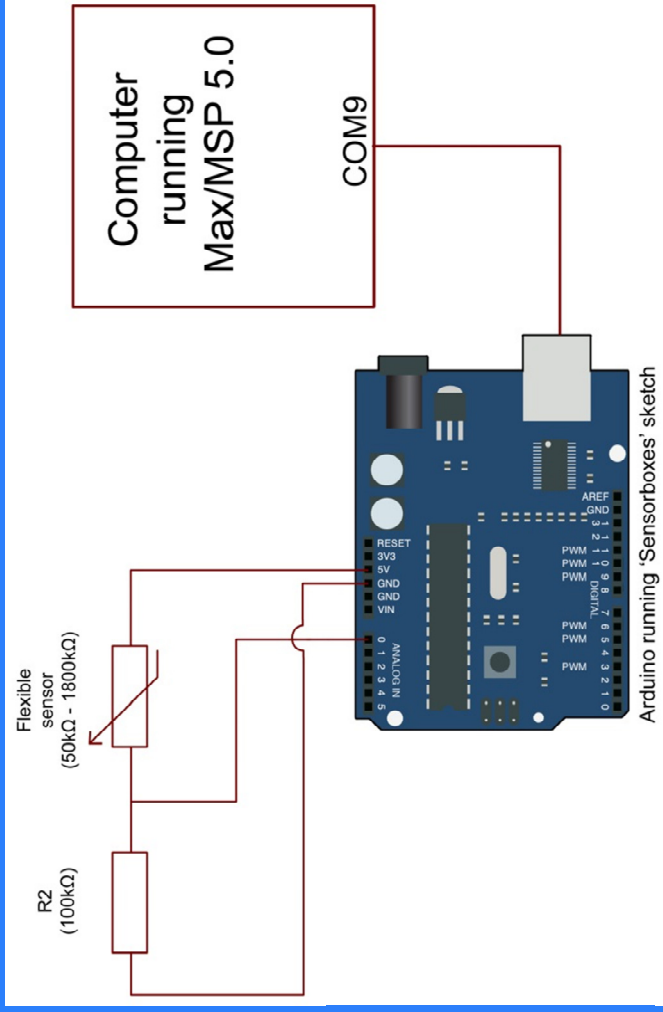 Computer
running
Max/MSP 5.0
COM9
Flexible
sensor
(50kΩ - 1800kΩ)
R2
(100kΩ)
RESET
3V3
5V
GND
GND
VIN
0
1
2
3
4
5
ANALOG IN
AREF
GND
13
12
PWM 11
PWM 10
PWM 9
8
DIGITAL
7
PWM 6
PWM 5
4
PWM 3
2
1
0
Arduino running 'Sensorboxes' sketch